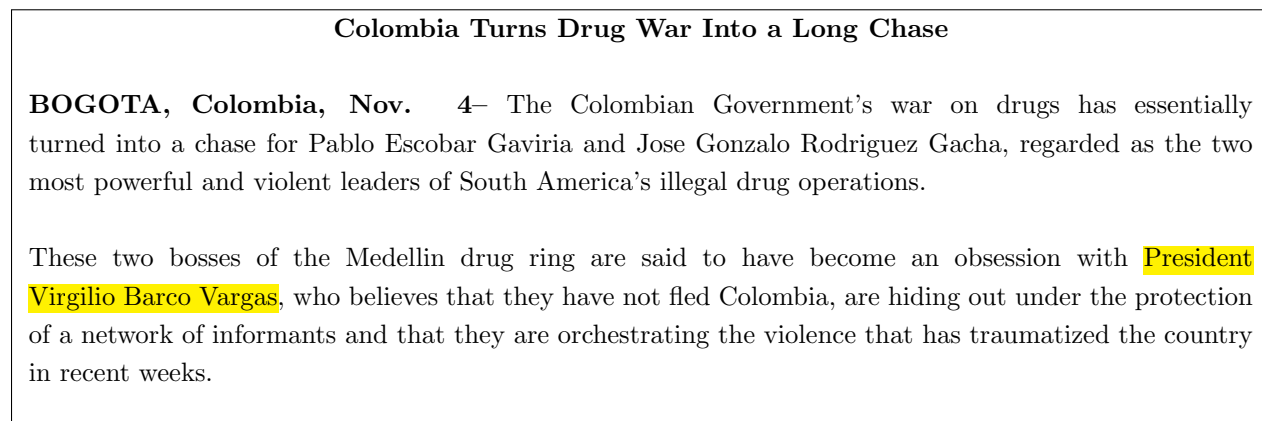 Colombia Turns Drug War Into a Long Chase
BOGOTA, Colombia, Nov. 4– The Colombian Government's war on drugs has essentially
turned into a chase for Pablo Escobar Gaviria and Jose Gonzalo Rodriguez Gacha, regarded as the two
most powerful and violent leaders of South America's illegal drug operations.
These two bosses of the Medellin drug ring are said to have become an obsession with President
Virgilio Barco Vargas, who believes that they have not fled Colombia, are hiding out under the protection
of a network of informants and that they are orchestrating the violence that has traumatized the country
in recent weeks.